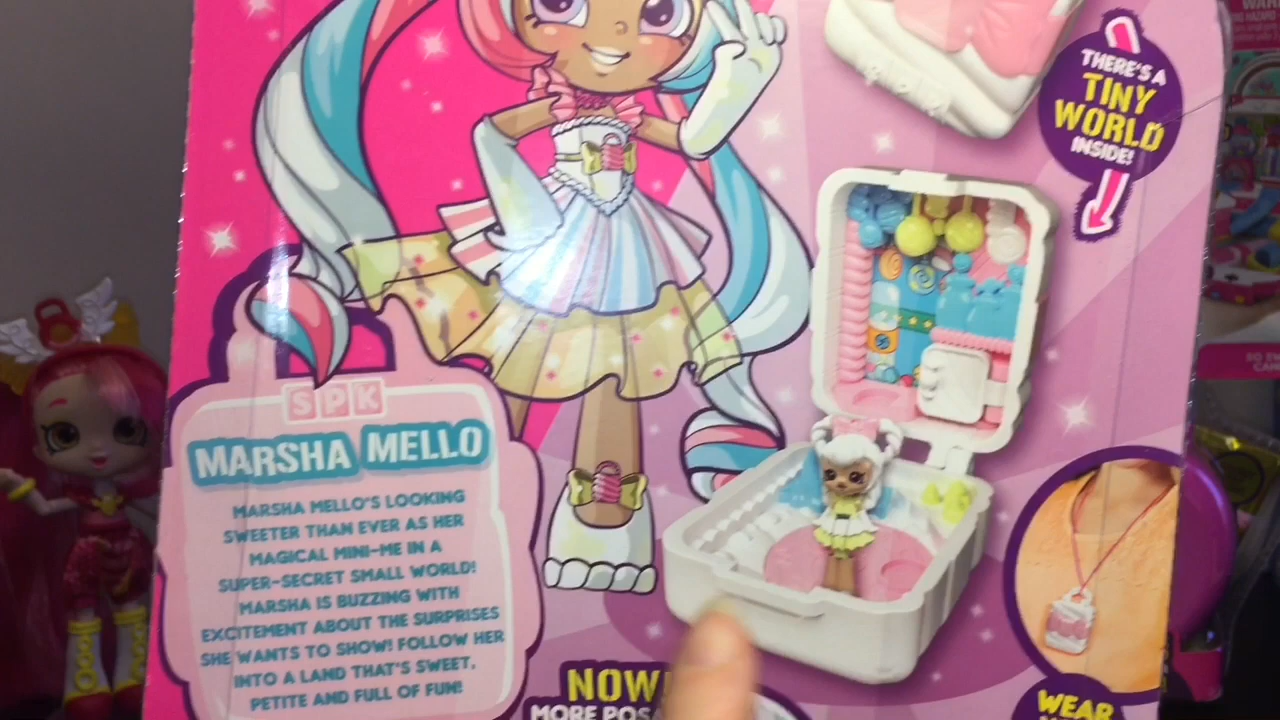 THERE'S A
TINY
WORLD
INSIDE!
SPK
MARSHA MELLO
MARSHA MELLO'S LOOKING
SWEETER THAN EVER AS HER
MAGICAL MINI-ME IN A
SUPER-SECRET SMALL WORLD!
MARSHA IS BUZZING WITH
EXCITEMENT ABOUT THE SURPRISES
SHE WANTS TO SHOW! FOLLOW HER
INTO A LAND THAT'S SWEET,
PETITE AND FULL OF FUN!
NOW!
MORE
WEAR